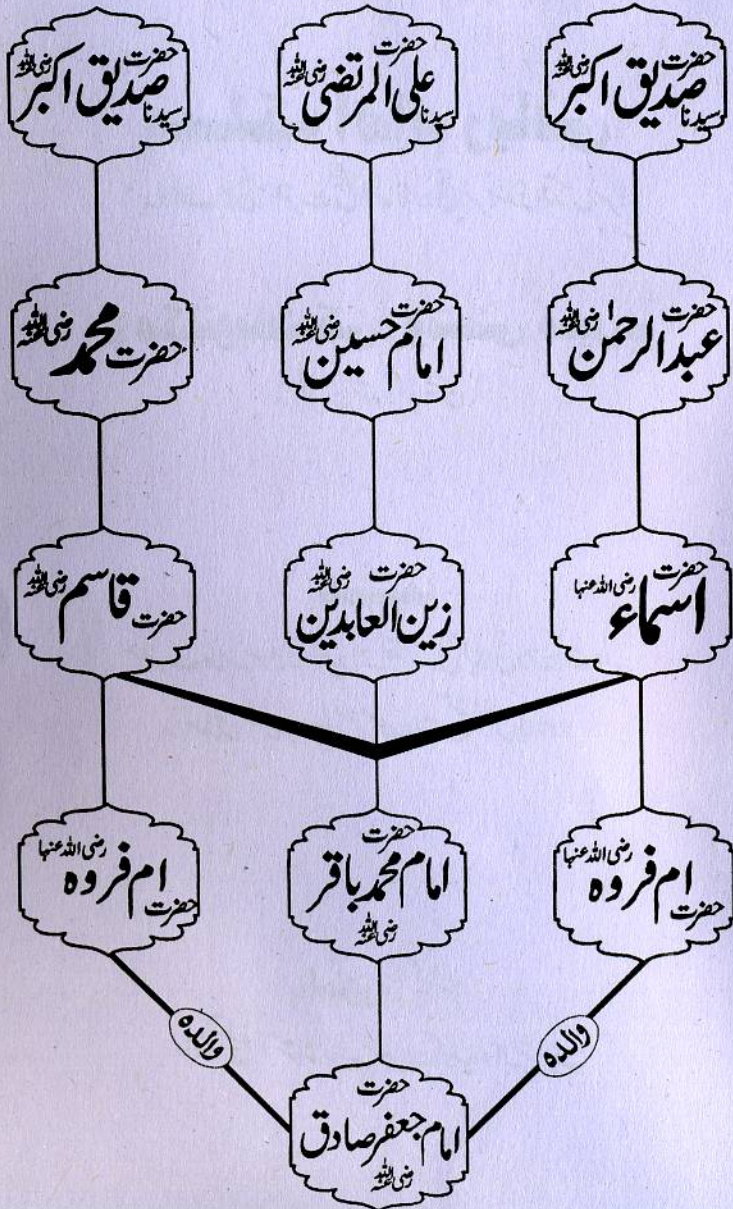 حضرت
سیدنا صدیق اکبر رضی اللہ عنہ
حضرت
سیدنا علی المرتضی رضی اللہ عنہ
حضرت
سیدنا صدیق اکبر رضی اللہ عنہ
حضرت
عبدالرحمٰن رضی اللہ عنہ
حضرت
امام حسین رضی اللہ عنہ
حضرت محمد رضی اللہ عنہ
حضرت
اسماء رضی اللہ عنہا
حضرت رضی اللہ عنہ
زین العابدین
حضرت قاسم رضی اللہ عنہ
حضرت ام فروہ رضی اللہ عنہا
حضرت
امام محمد باقر
رضی اللہ عنہ
حضرت ام فروہ رضی اللہ عنہا
والدہ
والدہ
حضرت
امام جعفر صادق
رضی اللہ عنہ